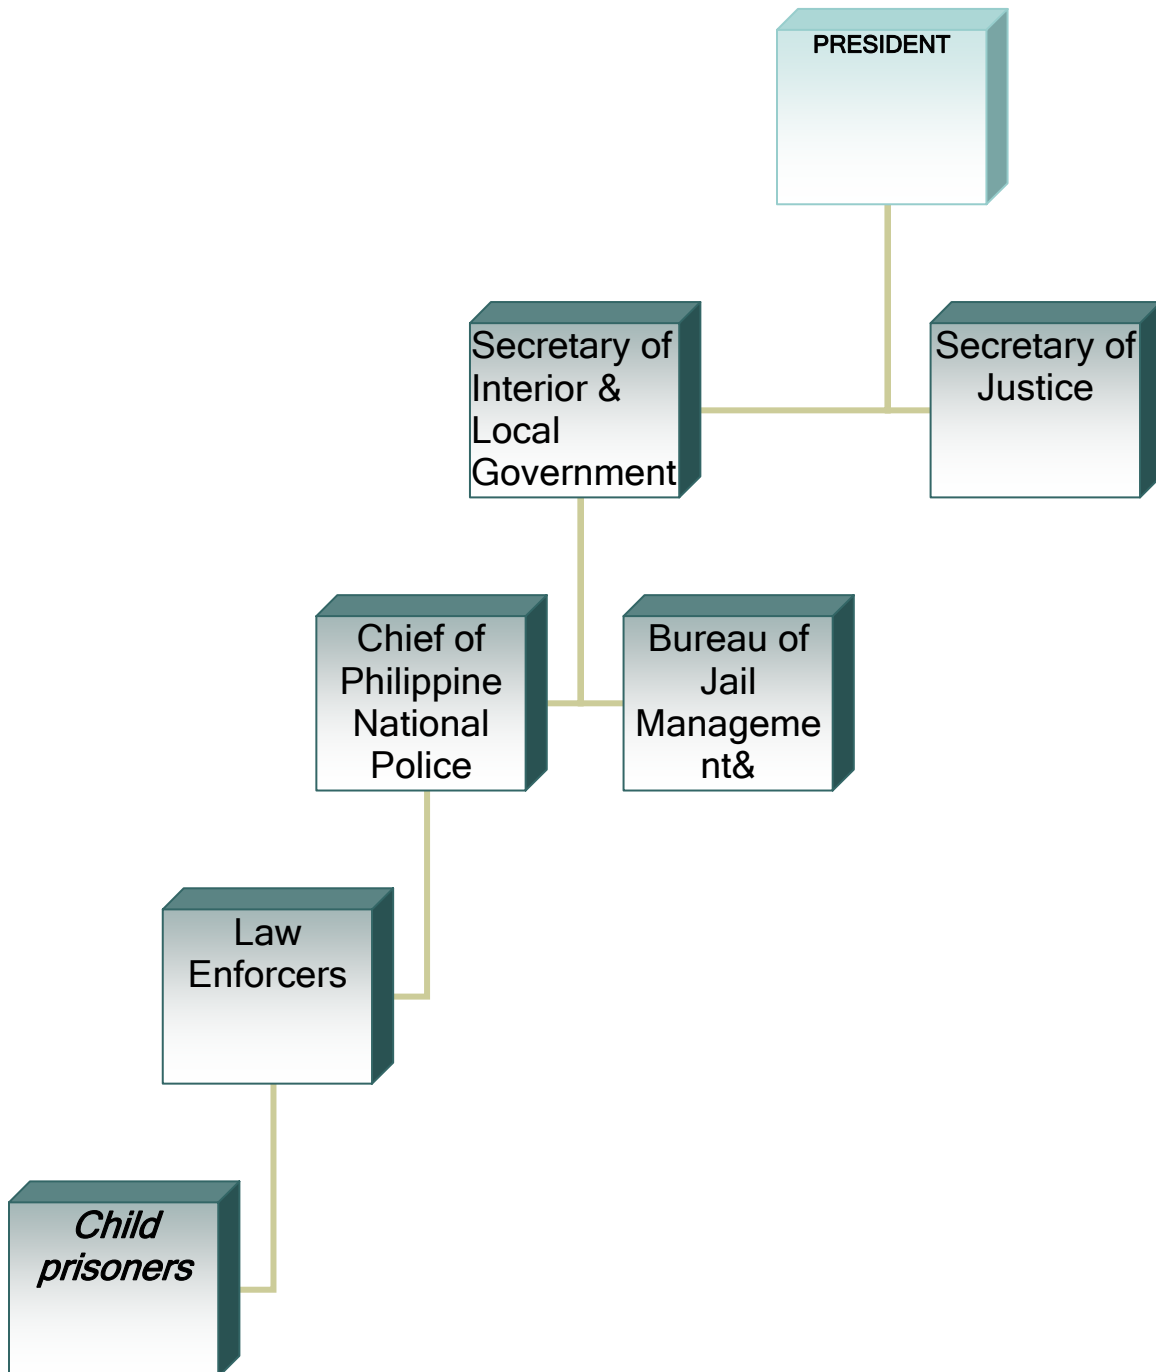 PRESIDENT
Secretary of
Interior &
Local
Government
Secretary of
Justice
Chief of
Philippine
National
Police
Bureau of
Jail
Manageme
nt&
Law
Enforcers
Child
prisoners